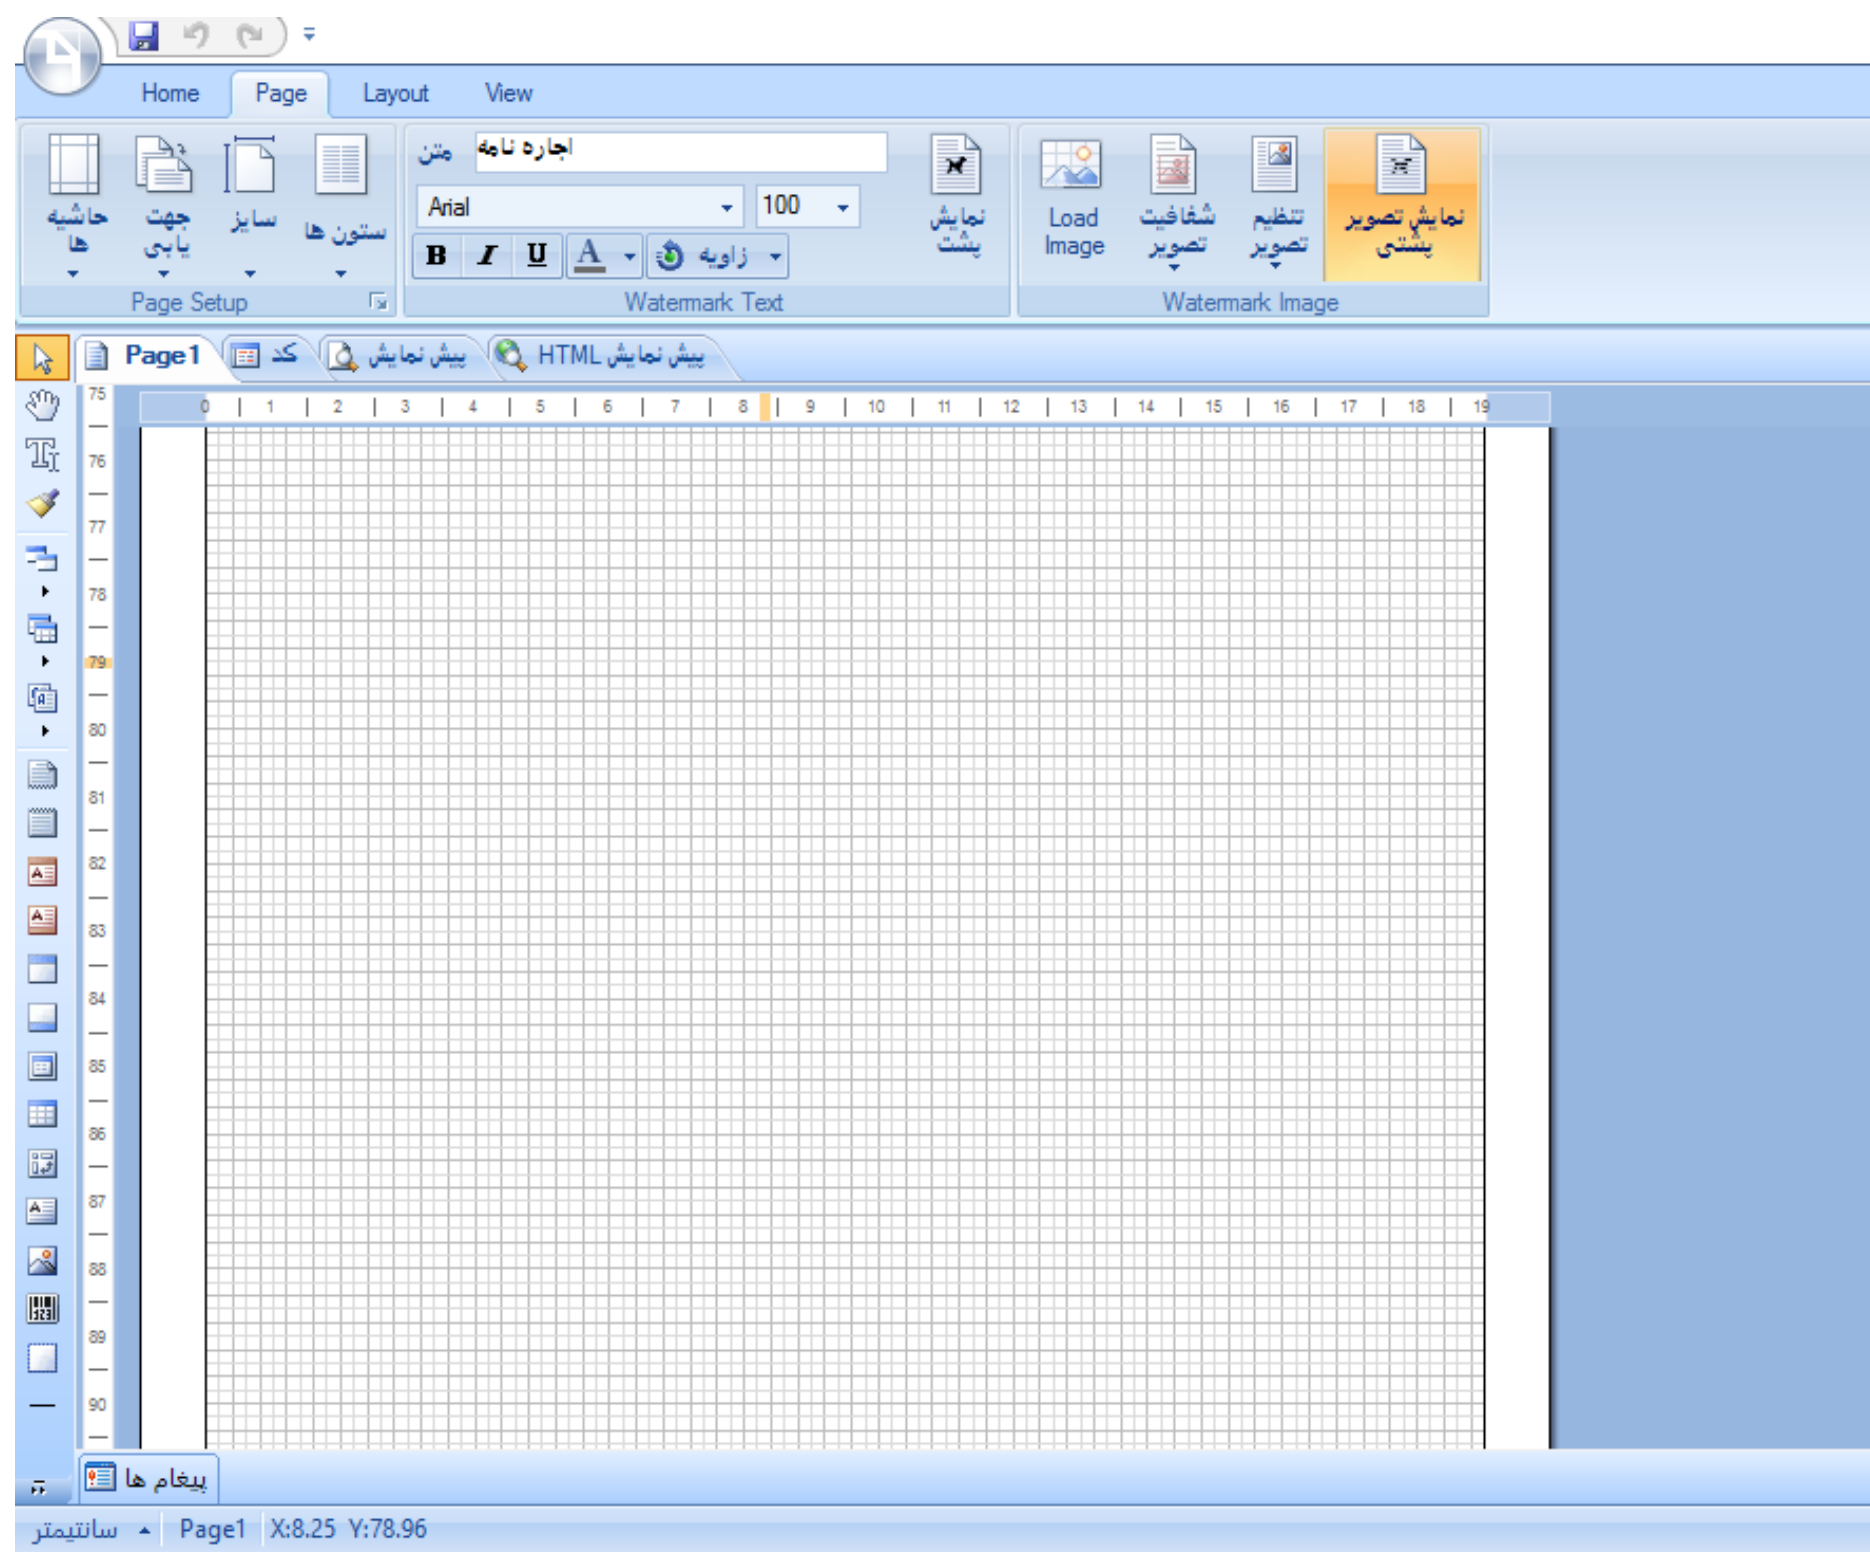 Home Page Layout View
حاشیه ها
جهت یابی
سایز
ستون ها
Page Setup
متن
اجاره نامه
Arial
100
B I U A زاویه
نمایش پشت
Watermark Text
Load Image
شفافیت تصویر
تنظیم تصویر
نمایش تصویر پشتی
Watermark Image
Page1
کد
پیش نمایش
پیش نمایش HTML
0 1 2 3 4 5 6 7 8 9 10 11 12 13 14 15 16 17 18 19
75
76
77
78
79
80
81
82
83
84
85
86
87
88
89
90
پیغام ها
سانتیمتر
Page1
X:8.25 Y:78.96